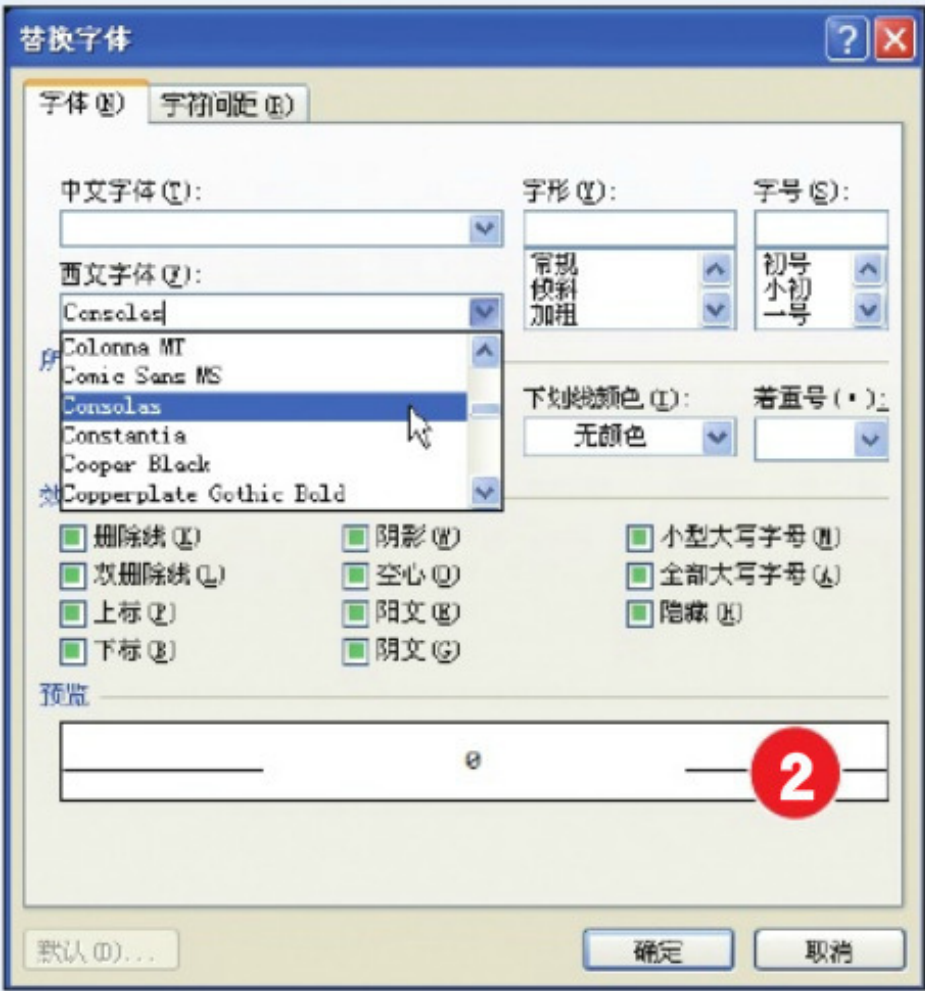 替换字体
字体(N) 字符间距(R)
中文字体(T): 字形(Y): 字号(S):
西文字体(F):
常规 初号
倾斜 小初
加粗 一号
Consolas
所
Colonna MT
Comic Sans MS
Consolas
Constantia
Cooper Black
Copperplate Gothic Bold
下划线颜色(I): 着重号(·):
无颜色
效
删除线(K) 阴影(W) 小型大写字母(M)
双删除线(L) 空心(O) 全部大写字母(A)
上标(P) 阳文(E) 隐藏(H)
下标(B) 阴文(G)
预览
0
2
默认(D)... 确定 取消